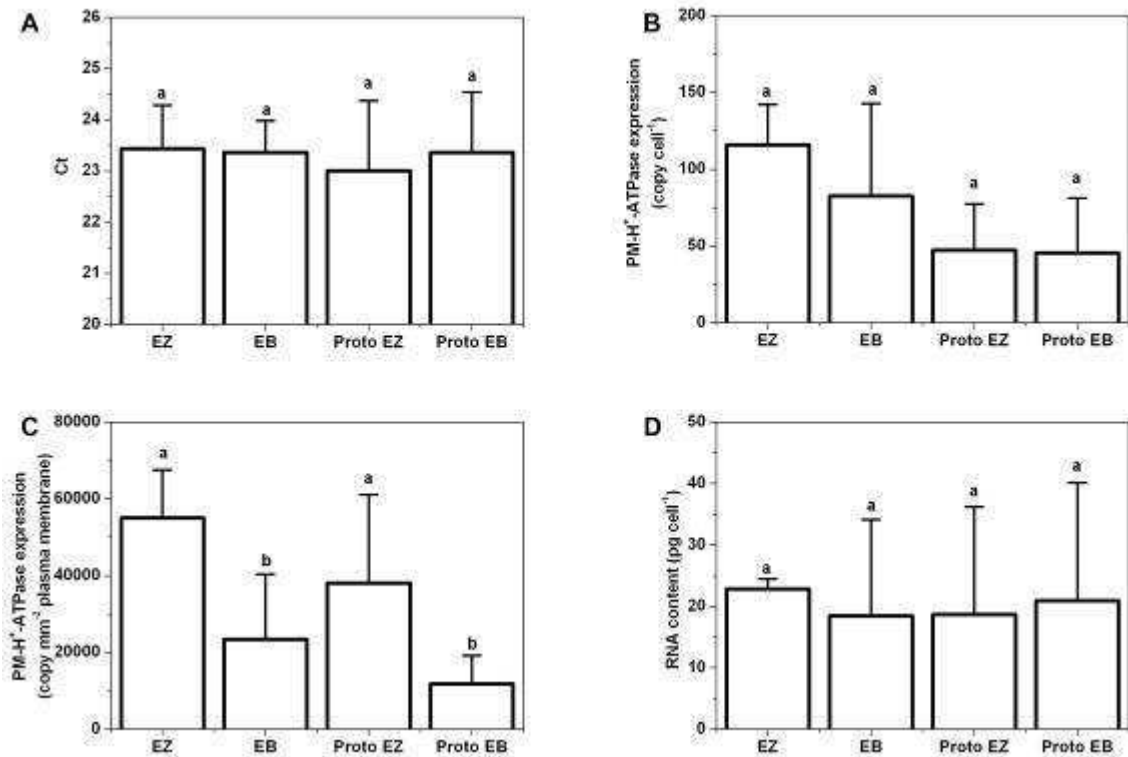 A
26
25
24
23
22
21
20
Ct
a
a
a
a
EZ
EB
Proto EZ
Proto EB
B
200
150
100
50
0
PM-H⁺-ATPase expression
(copy cell⁻¹)
a
a
a
a
EZ
EB
Proto EZ
Proto EB
C
80000
60000
40000
20000
0
PM-H⁺-ATPase expression
(copy mm⁻² plasma membrane)
a
b
a
b
EZ
EB
Proto EZ
Proto EB
D
50
40
30
20
10
0
RNA content (pg cell⁻¹)
a
a
a
a
EZ
EB
Proto EZ
Proto EB